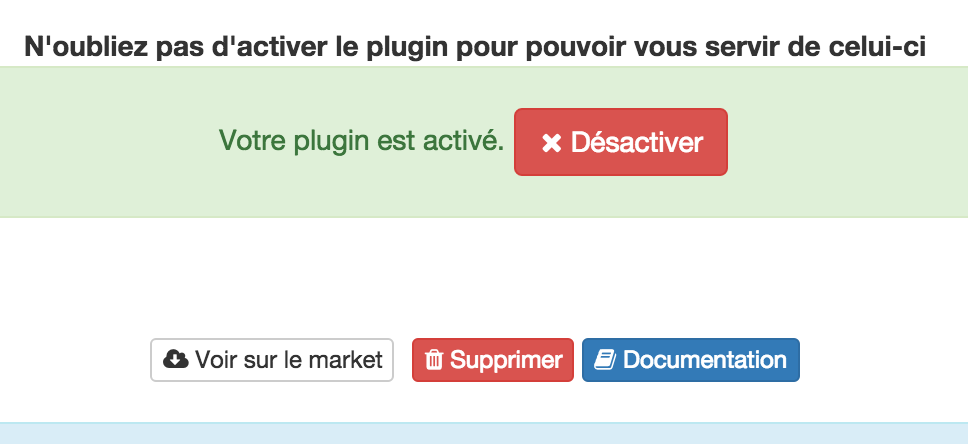 N'oubliez pas d'activer le plugin pour pouvoir vous servir de celui-ci
Votre plugin est activé. Désactiver
Voir sur le market Supprimer Documentation